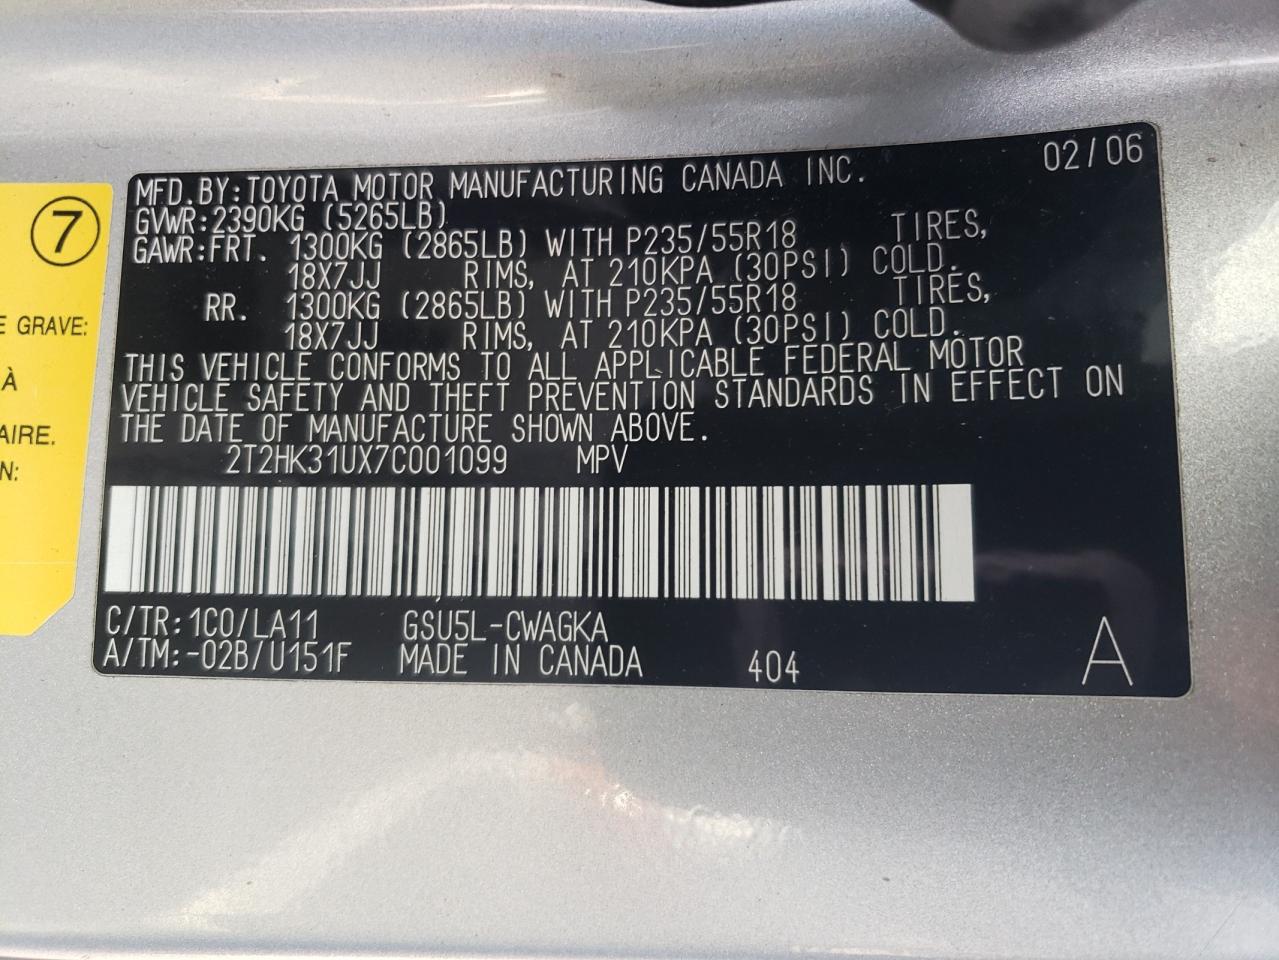 7
E GRAVE:
À
AIRE.
N:
02/06
MFD.BY:TOYOTA MOTOR MANUFACTURING CANADA INC.
GVWR:2390KG (5265LB)
GAWR:FRT. 1300KG (2865LB) WITH P235/55R18 TIRES,
18X7JJ RIMS, AT 210KPA (30PSI) COLD.
RR. 1300KG (2865LB) WITH P235/55R18 TIRES,
18X7JJ RIMS, AT 210KPA (30PSI) COLD.
THIS VEHICLE CONFORMS TO ALL APPLICABLE FEDERAL MOTOR
VEHICLE SAFETY AND THEFT PREVENTION STANDARDS IN EFFECT ON
THE DATE OF MANUFACTURE SHOWN ABOVE.
2T2HK31UX7C001099 MPV
C/TR:1C0/LA11 GSU5L-CWAGKA
A/TM:-02B/U151F MADE IN CANADA 404 A